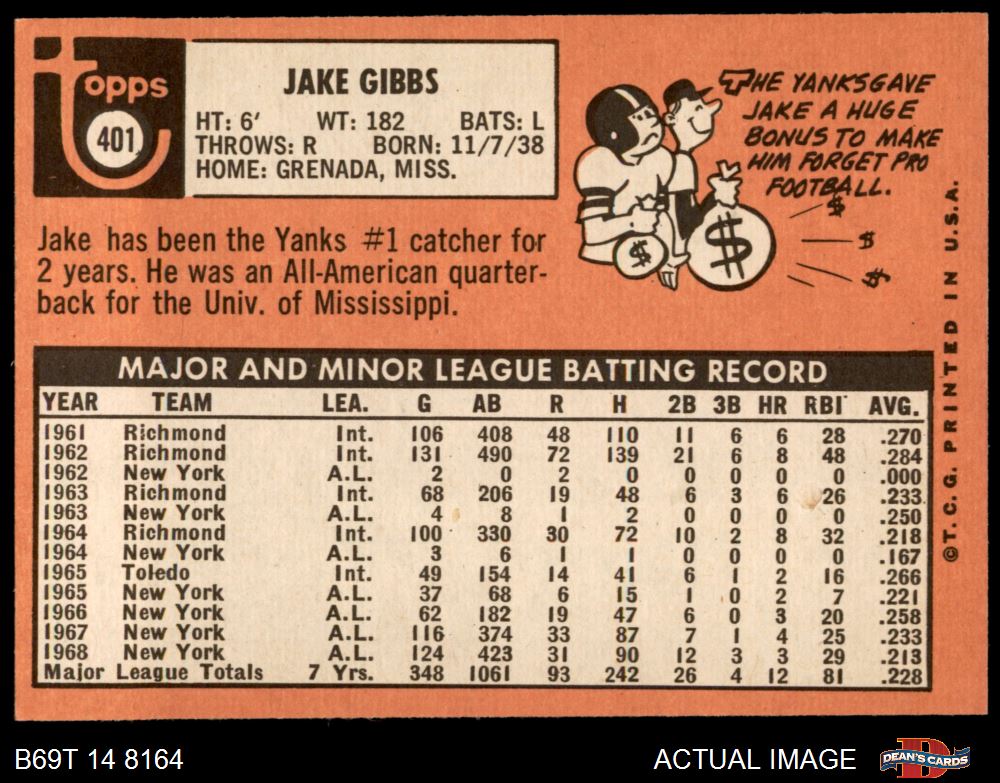 topps
401
JAKE GIBBS
HT: 6' WT: 182 BATS: L
THROWS: R BORN: 11/7/38
HOME: GRENADA, MISS.
THE YANKS GAVE
JAKE A HUGE
BONUS TO MAKE
HIM FORGET PRO
FOOTBALL.
$ $ $ $ $
Jake has been the Yanks #1 catcher for
2 years. He was an All-American quarter-
back for the Univ. of Mississippi.
MAJOR AND MINOR LEAGUE BATTING RECORD
YEAR TEAM LEA. G AB R H 2B 3B HR RBI AVG.
1961 Richmond Int. 106 408 48 110 11 6 6 28 .270
1962 Richmond Int. 131 490 72 139 21 6 8 48 .284
1962 New York A.L. 2 0 2 0 0 0 0 0 .000
1963 Richmond Int. 68 206 19 48 6 3 6 26 .233
1963 New York A.L. 4 8 1 2 0 0 0 0 .250
1964 Richmond Int. 100 330 30 72 10 2 8 32 .218
1964 New York A.L. 3 6 1 1 0 0 0 0 .167
1965 Toledo Int. 49 154 14 41 6 1 2 16 .266
1965 New York A.L. 37 68 6 15 1 0 2 7 .221
1966 New York A.L. 62 182 19 47 6 0 3 20 .258
1967 New York A.L. 116 374 33 87 7 1 4 25 .233
1968 New York A.L. 124 423 31 90 12 3 3 29 .213
Major League Totals 7 Yrs. 348 1061 93 242 26 4 12 81 .228
©T.C.G. PRINTED IN U.S.A.
B69T 14 8164
ACTUAL IMAGE
DEAN'S CARDS